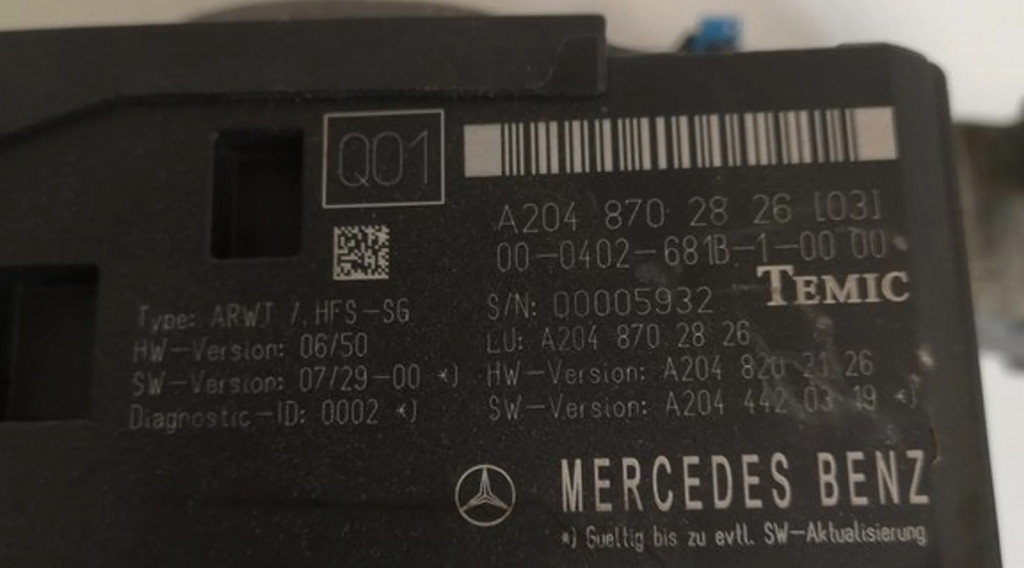 Q01
A204 870 28 26 [03]
00-0402-681B-1-00 00
TEMIC
S/N: 00005932
Type: ARWT / HFS-SG
LU: A204 870 28 26
HW-Version: 06/50
HW-Version: A204 820 21 26
SW-Version: 07/29-00 *)
SW-Version: A204 442 03 19 *)
Diagnostic-ID: 0002 *)
MERCEDES BENZ
*) Gueltig bis zu evtl. SW-Aktualisierung